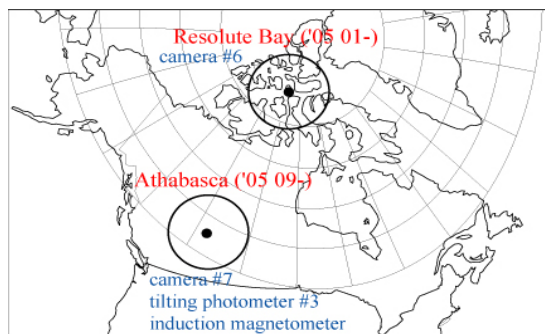 Resolute Bay ('05 01-)
camera #6
Athabasca ('05 09-)
camera #7
tilting photometer #3
induction magnetometer